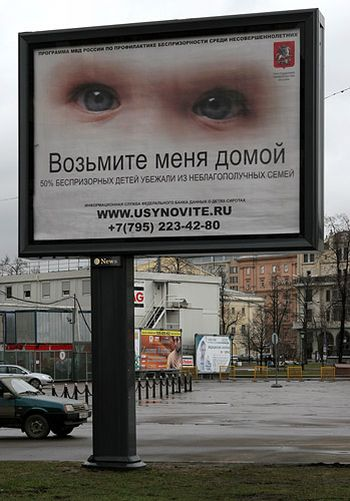 ПРОГРАММА МВД РОССИИ ПО ПРОФИЛАКТИКЕ БЕСПРИЗОРНОСТИ СРЕДИ НЕСОВЕРШЕННОЛЕТНИХ
Возьмите меня домой
50% БЕСПРИЗОРНЫХ ДЕТЕЙ УБЕЖАЛИ ИЗ НЕБЛАГОПОЛУЧНЫХ СЕМЕЙ
ИНФОРМАЦИОННАЯ СЛУЖБА ФЕДЕРАЛЬНОГО БАНКА ДАННЫХ О ДЕТЯХ-СИРОТАХ
WWW.USYNOVITE.RU
+7(795) 223-42-80
News